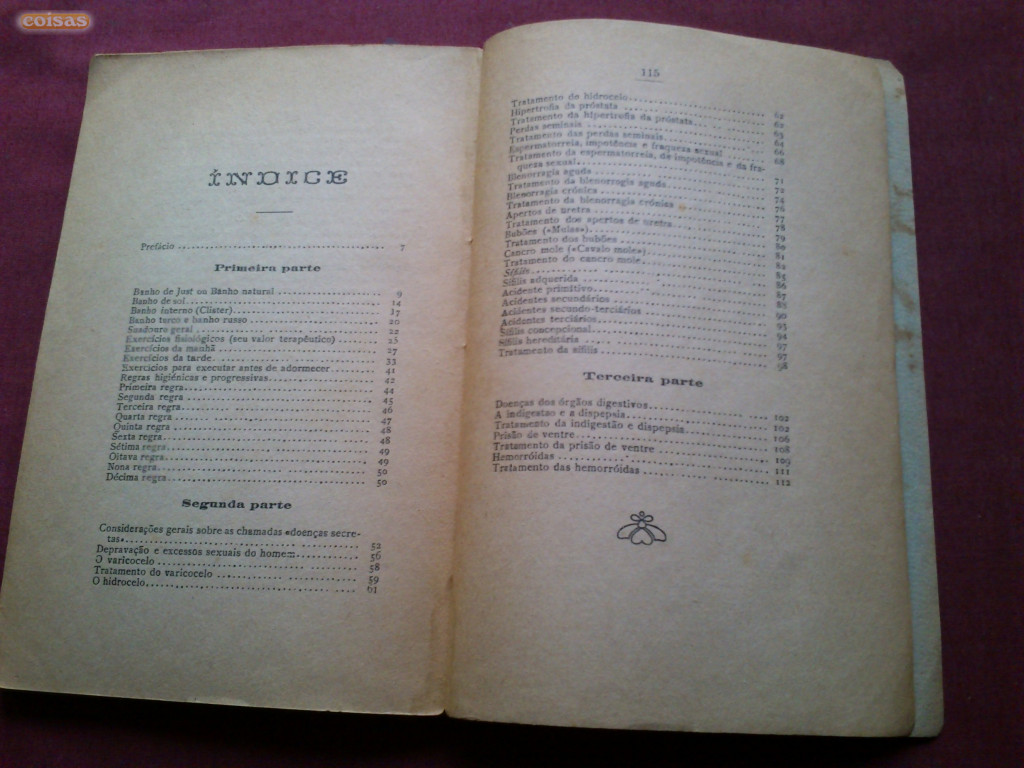 coisas
ÍNDICE
Prefácio ........ 7
Primeira parte
Banho de Just ou Banho natural ........ 9
Banho de sol ........ 14
Banho interno (Clister) ........ 17
Banho turco e banho russo ........ 20
Suadouro geral ........ 22
Exercícios fisiológicos (seu valor terapêutico) ........ 25
Exercícios da manhã ........ 27
Exercícios da tarde ........ 33
Exercícios para executar antes de adormecer ........ 41
Regras higiénicas e progressivas ........ 42
Primeira regra ........ 44
Segunda regra ........ 45
Terceira regra ........ 46
Quarta regra ........ 47
Quinta regra ........ 48
Sexta regra ........ 48
Sétima regra ........ 49
Oitava regra ........ 49
Nona regra ........ 50
Décima regra ........ 50
Segunda parte
Considerações gerais sobre as chamadas «doenças secre-
tas» ........ 52
Depravação e excessos sexuais do homem ........ 56
O varicocelo ........ 58
Tratamento do varicocelo ........ 59
O hidrocelo ........ 61
115
Tratamento do hidrocelo ........ 62
Hipertrofia da próstata ........ 62
Tratamento da hipertrofia da próstata ........ 63
Perdas seminais ........ 64
Tratamento das perdas seminais ........ 66
Espermatorreia, impotência e fraqueza sexual ........ 68
Tratamento da espermatorreia, da impotência e da fra-
queza sexual ........ 71
Blenorragia aguda ........ 72
Tratamento da blenorragia aguda ........ 74
Blenorragia crónica ........ 76
Tratamento da blenorragia crónica ........ 77
Apertos de uretra ........ 78
Tratamento dos apertos de uretra ........ 79
Bubões («Mulas») ........ 80
Tratamento dos bubões ........ 81
Cancro mole («Cavalo mole») ........ 82
Tratamento do cancro mole ........ 84
Sífilis ........ 85
Sífilis adquirida ........ 86
Acidente primitivo ........ 87
Acidentes secundários ........ 88
Acidentes secundo-terciários ........ 90
Acidentes terciários ........ 93
Sífilis concepcional ........ 94
Sífilis hereditária ........ 97
Tratamento da sífilis ........ 98
Terceira parte
Doenças dos órgãos digestivos ........ 102
A indigestão e a dispepsia ........ 102
Tratamento da indigestão e dispepsia ........ 106
Prisão de ventre ........ 108
Tratamento da prisão de ventre ........ 109
Hemorróidas ........ 111
Tratamento das hemorróidas ........ 112